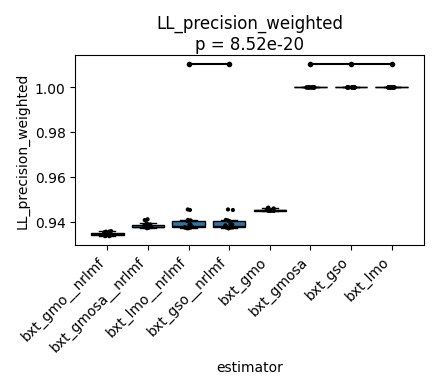 LL_precision_weighted
p = 8.52e-20
LL_precision_weighted
1.00
0.98
0.96
0.94
bxt_gmo__nrlmf
bxt_gmosa__nrlmf
bxt_lmo__nrlmf
bxt_gso__nrlmf
bxt_gmo
bxt_gmosa
bxt_gso
bxt_lmo
estimator